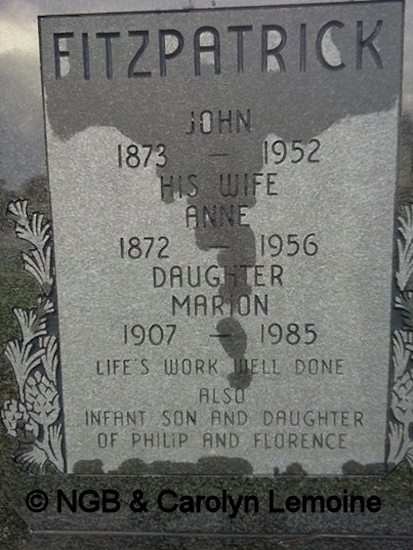 FITZPATRICK
JOHN
1873 — 1952
HIS WIFE
ANNE
1872 — 1956
DAUGHTER
MARION
1907 — 1985
LIFE'S WORK WELL DONE
ALSO
INFANT SON AND DAUGHTER
OF PHILIP AND FLORENCE
© NGB & Carolyn Lemoine